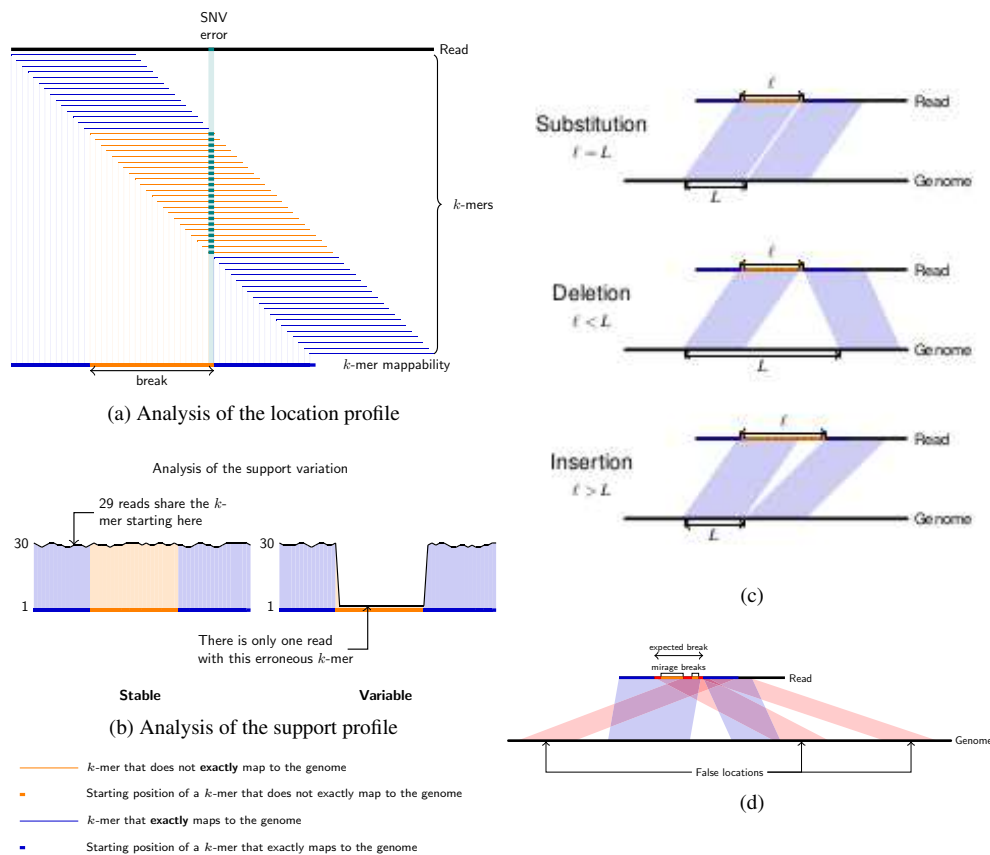 SNV
error
Read
k-mers
k-mer mappability
break
(a) Analysis of the location profile
Analysis of the support variation
29 reads share the k-
mer starting here
30
1
30
1
There is only one read
with this erroneous k-mer
Stable
Variable
(b) Analysis of the support profile
k-mer that does not exactly map to the genome
Starting position of a k-mer that does not exactly map to the genome
k-mer that exactly maps to the genome
Starting position of a k-mer that exactly maps to the genome
ℓ
Read
Substitution
ℓ = L
Genome
L
ℓ
Read
Deletion
ℓ < L
Genome
L
ℓ
Read
Insertion
ℓ > L
Genome
L
(c)
expected break
mirage breaks
Read
Genome
False locations
(d)